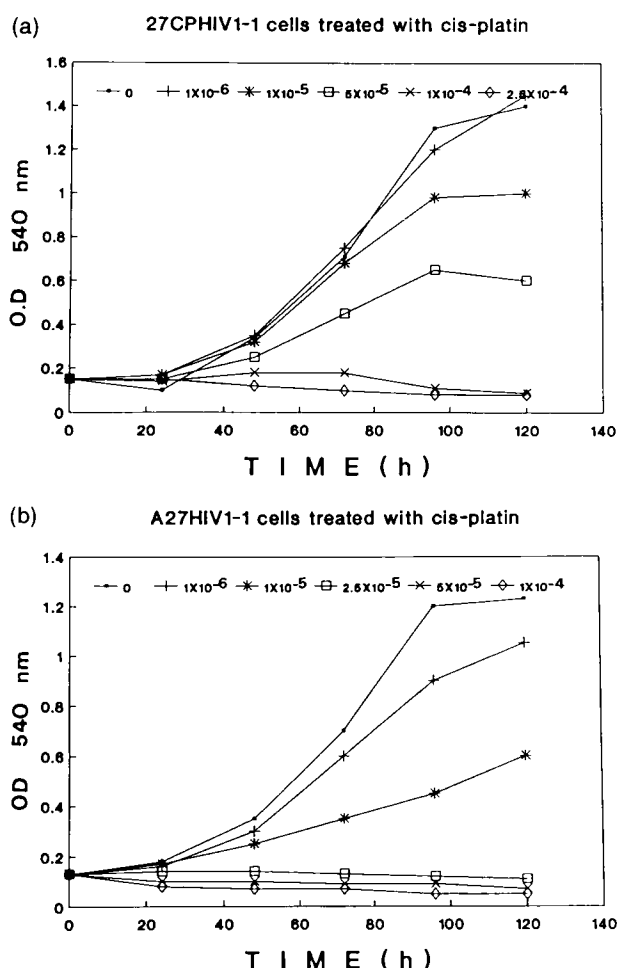 (a)
27CPHIV1-1 cells treated with cis-platin
1.6
0 1X10-6 1X10-5 5X10-5 1X10-4 2.5X10-4
1.4
1.2
1
0.8
0.6
0.4
0.2
0
O.D 540 nm
0 20 40 60 80 100 120 140
TIME(h)
(b)
A27HIV1-1 cells treated with cis-platin
1.4
0 1X10-6 1X10-5 2.5X10-5 5X10-5 1X10-4
1.2
1
0.8
0.6
0.4
0.2
0
OD 540 nm
0 20 40 60 80 100 120 140
TIME(h)